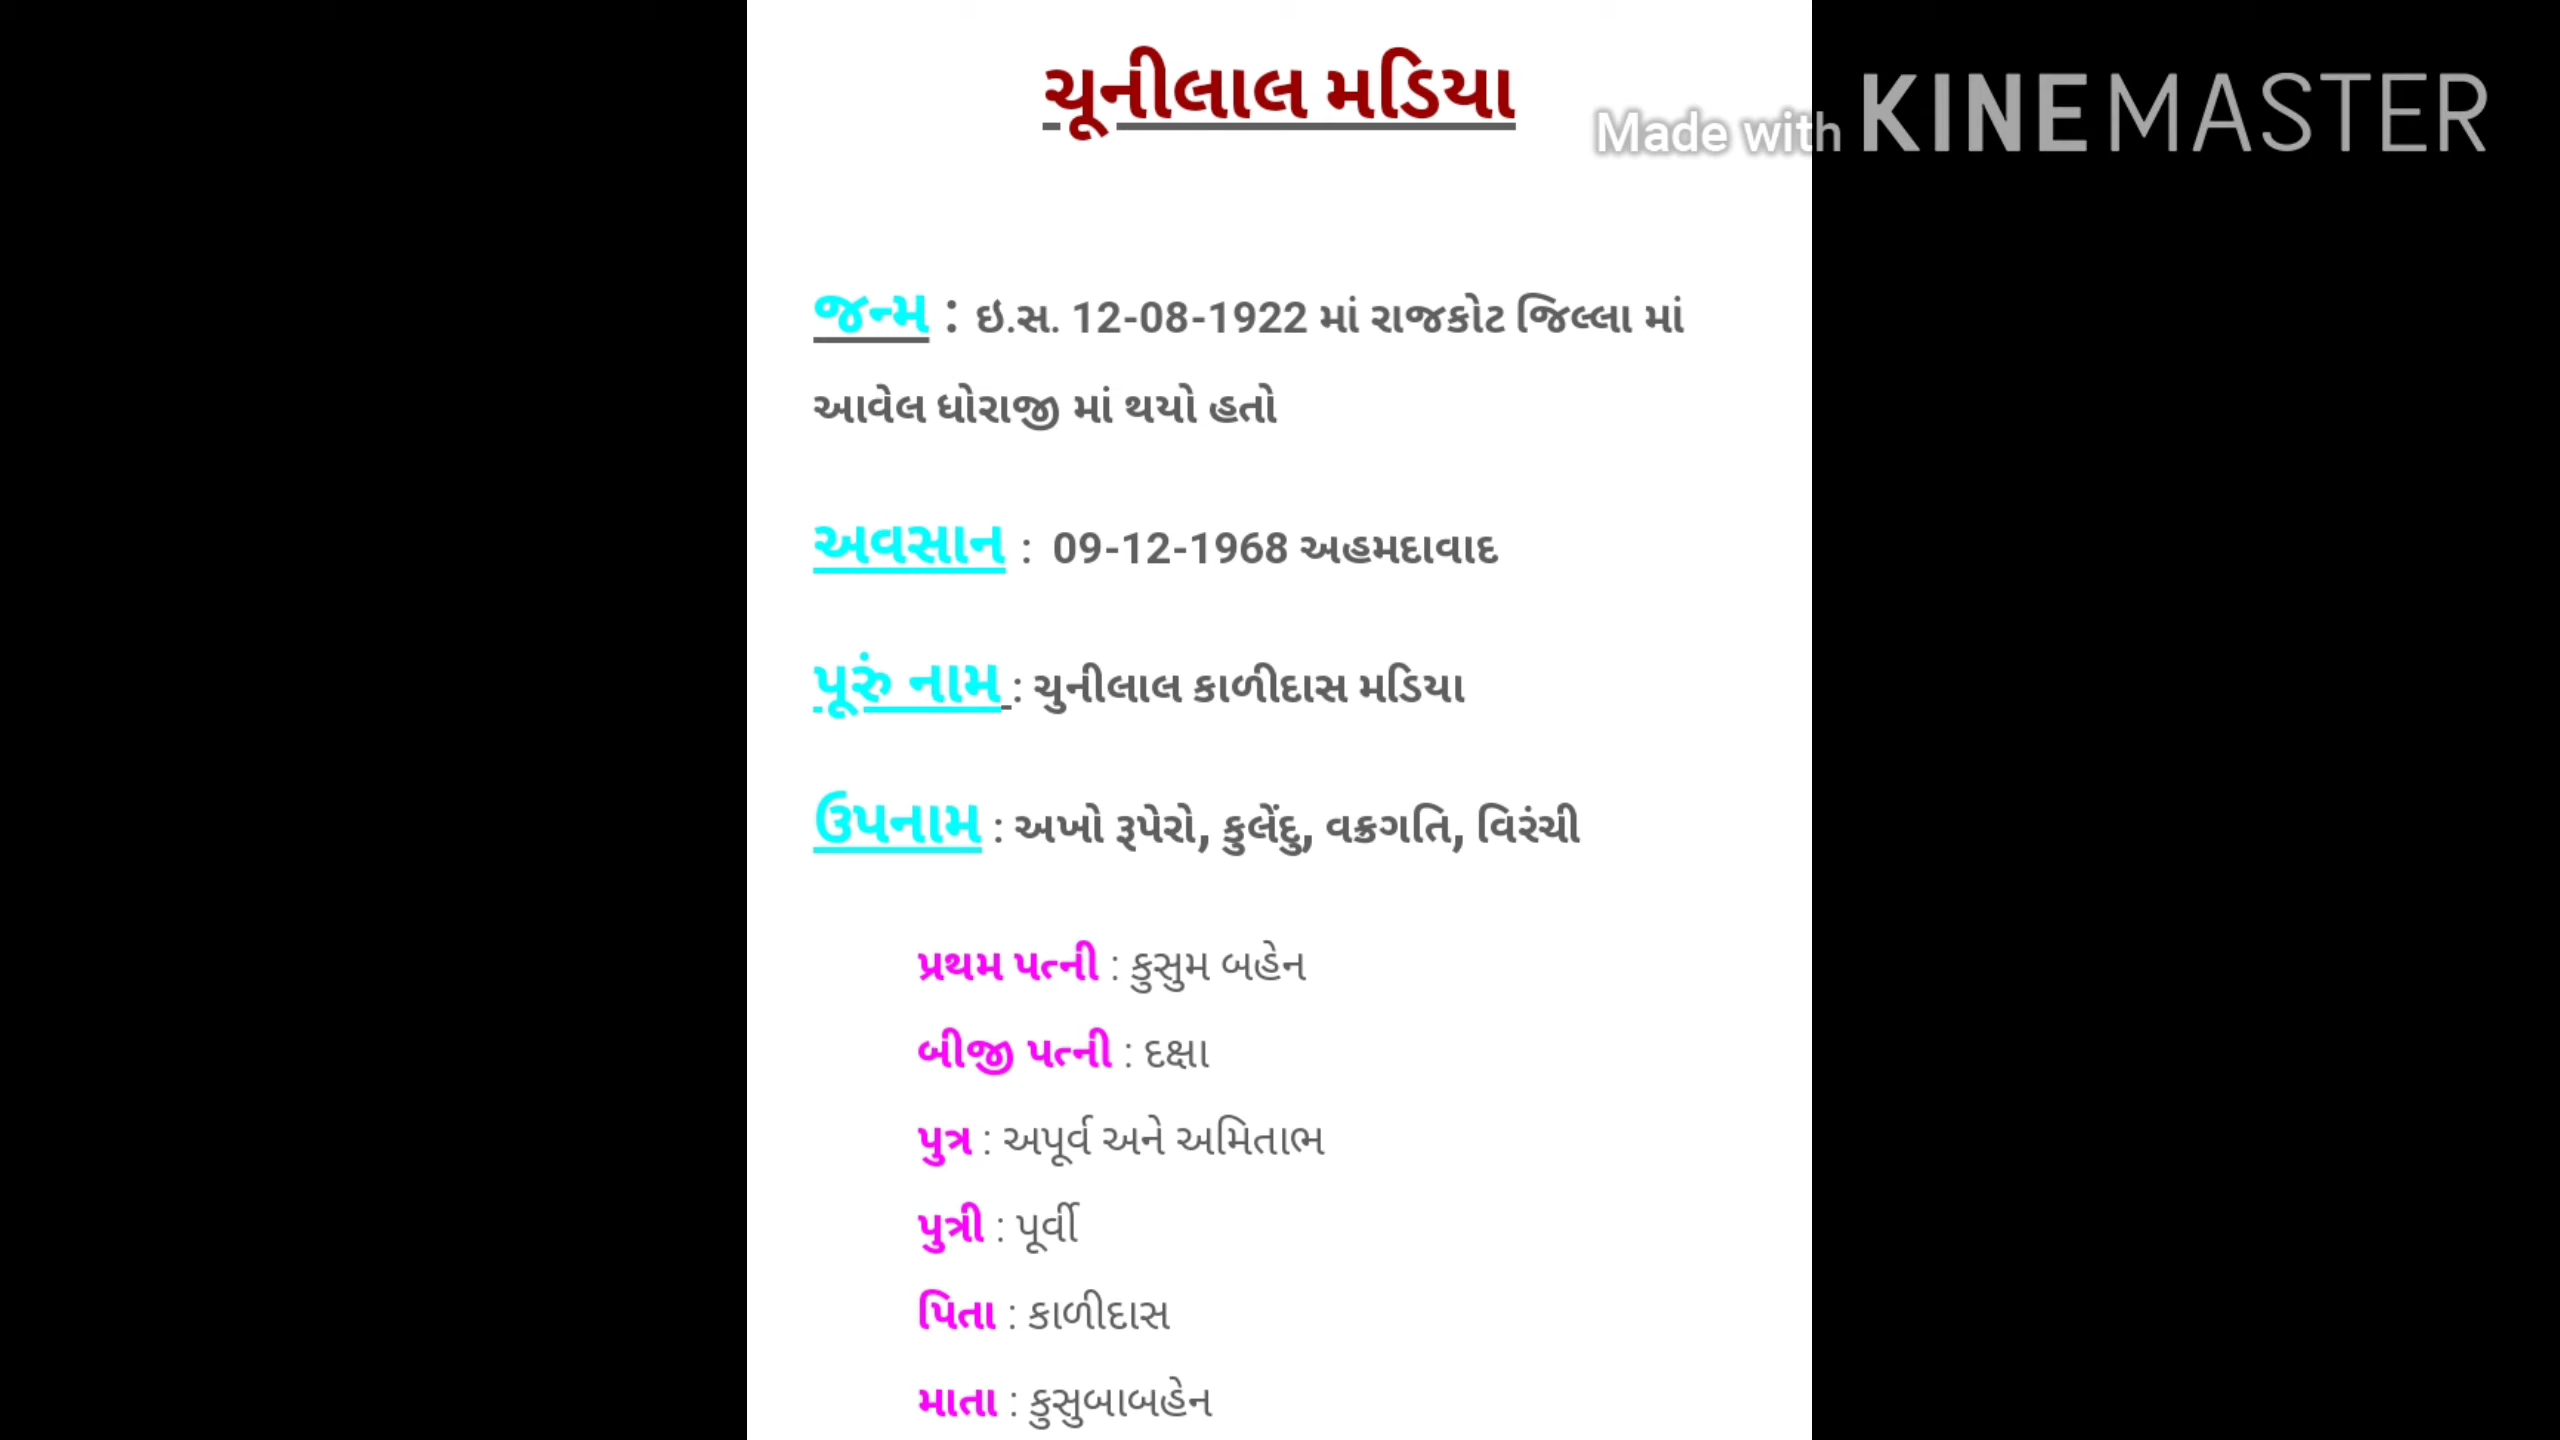 ચૂનીલાલ મડિયા
Made with KINEMASTER
જન્મ : ઇ.સ. 12-08-1922 માં રાજકોટ જિલ્લા માં
આવેલ ધોરાજી માં થયો હતો
અવસાન : 09-12-1968 અહમદાવાદ
પૂરું નામ : ચુનીલાલ કાળીદાસ મડિયા
ઉપનામ : અખો રૂપેરો, કુલેંદુ, વક્રગતિ, વિરંચી
પ્રથમ પત્ની : કુસુમ બહેન
બીજી પત્ની : દક્ષા
પુત્ર : અપૂર્વ અને અમિતાભ
પુત્રી : પૂર્વી
પિતા : કાળીદાસ
માતા : કુસુબાબહેન